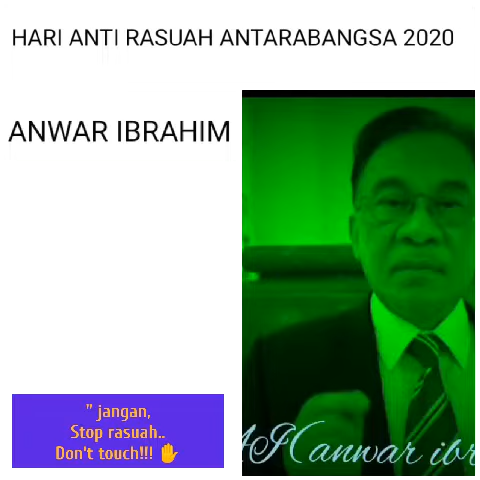 HARI ANTI RASUAH ANTARABANGSA 2020
ANWAR IBRAHIM
" jangan,
Stop rasuah..
Don't touch!!! ✋
anwar ibr